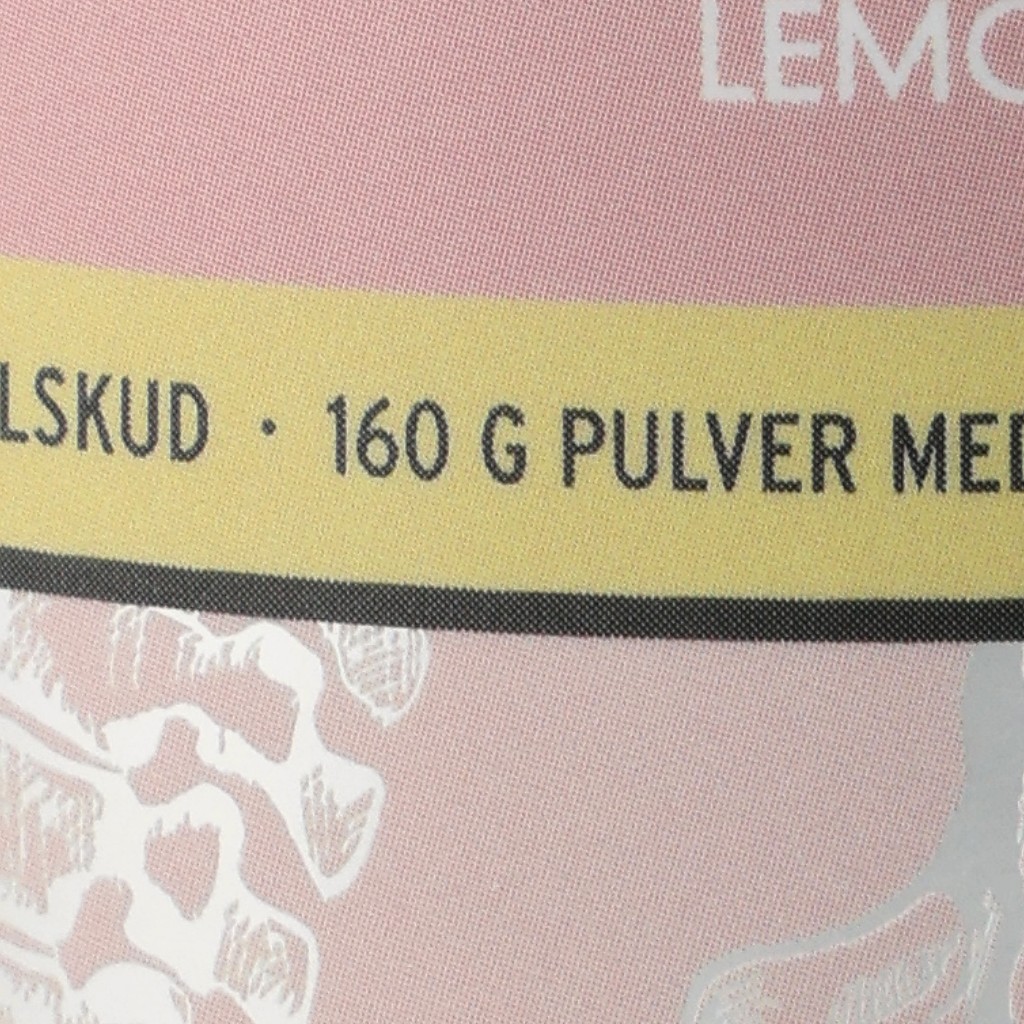 LEMO
LSKUD · 160 G PULVER MED